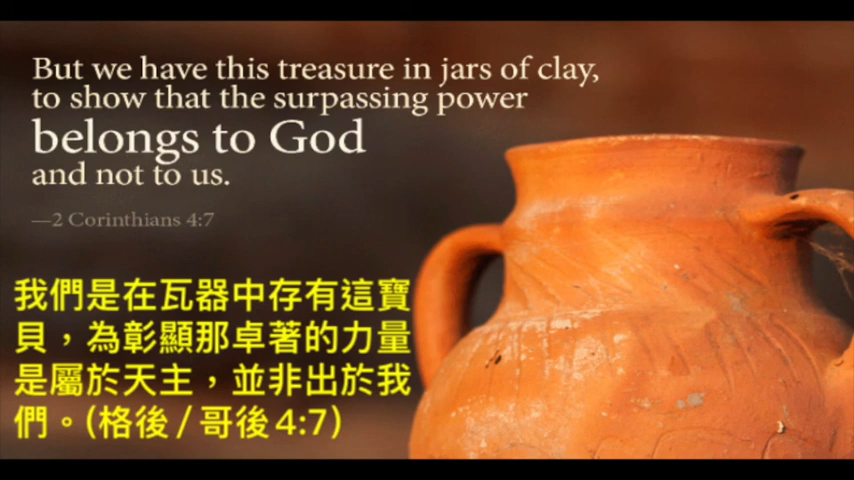 But we have this treasure in jars of clay,
to show that the surpassing power
belongs to God
and not to us.
—2 Corinthians 4:7
我們是在瓦器中存有這寶
貝，為彰顯那卓著的力量
是屬於天主，並非出於我
們。(格後 / 哥後 4:7)